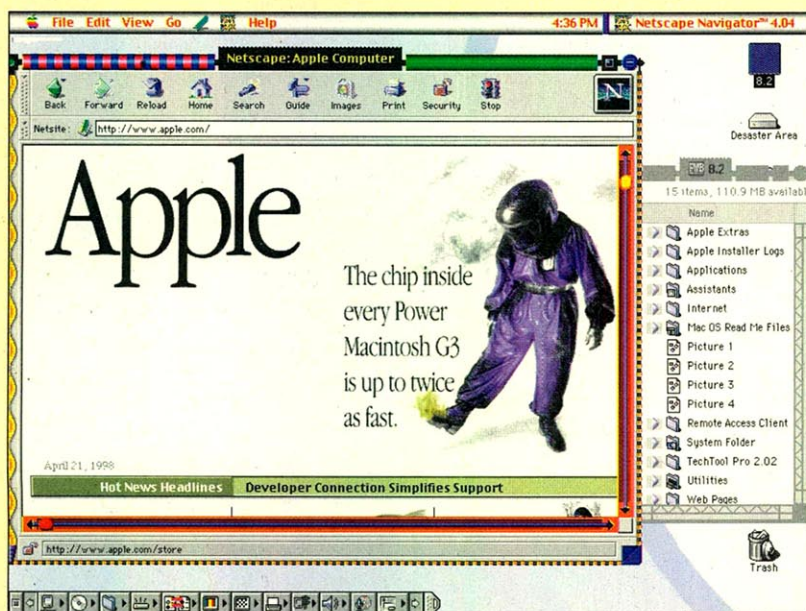 File Edit View Go Help
4:36 PM
Netscape Navigator™ 4.04
Netscape: Apple Computer
Back Forward Reload Home Search Guide Images Print Security Stop
N
Netsite: http://www.apple.com/
Apple
The chip inside
every Power
Macintosh G3
is up to twice
as fast.
April 21, 1998
Hot News Headlines Developer Connection Simplifies Support
http://www.apple.com/store
8.2
Desaster Area
8.2
15 items, 110.9 MB availabl
Name
Apple Extras
Apple Installer Logs
Applications
Assistants
Internet
Mac OS Read Me Files
Picture 1
Picture 2
Picture 3
Picture 4
Remote Access Client
System Folder
TechTool Pro 2.02
Utilities
Web Pages
Trash